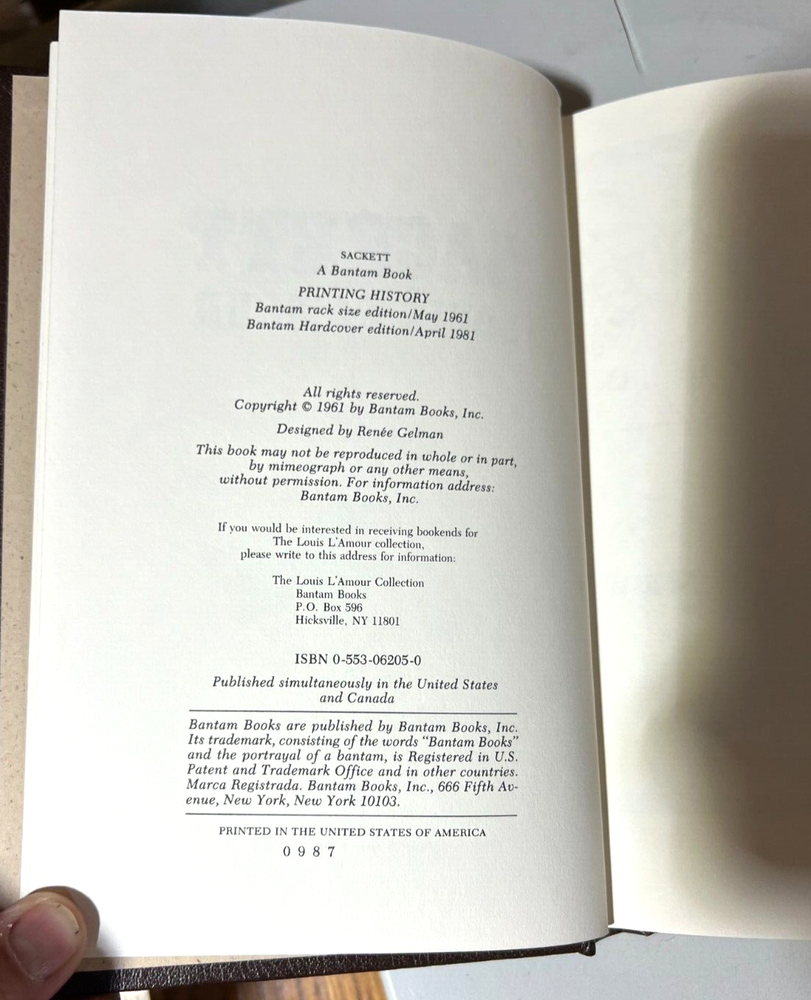 SACKETT
A Bantam Book
PRINTING HISTORY
Bantam rack size edition/May 1961
Bantam Hardcover edition/April 1981
All rights reserved.
Copyright © 1961 by Bantam Books, Inc.
Designed by Renée Gelman
This book may not be reproduced in whole or in part,
by mimeograph or any other means,
without permission. For information address:
Bantam Books, Inc.
If you would be interested in receiving bookends for
The Louis L'Amour collection,
please write to this address for information:
The Louis L'Amour Collection
Bantam Books
P.O. Box 596
Hicksville, NY 11801
ISBN 0-553-06205-0
Published simultaneously in the United States
and Canada
Bantam Books are published by Bantam Books, Inc.
Its trademark, consisting of the words “Bantam Books”
and the portrayal of a bantam, is Registered in U.S.
Patent and Trademark Office and in other countries.
Marca Registrada. Bantam Books, Inc., 666 Fifth Av-
enue, New York, New York 10103.
PRINTED IN THE UNITED STATES OF AMERICA
0 9 8 7